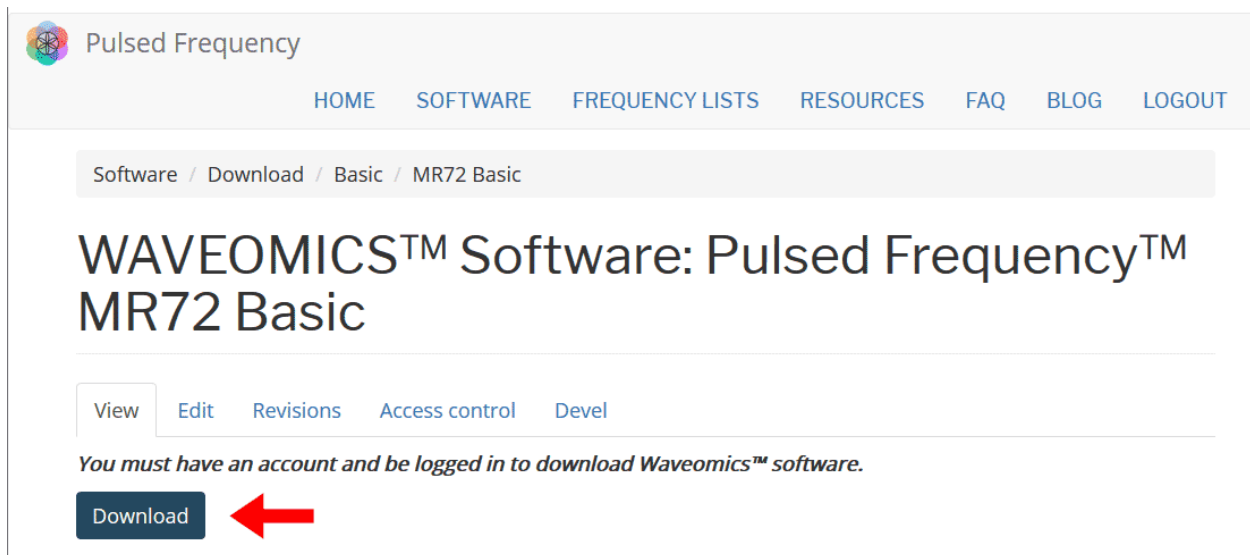 Pulsed Frequency
HOME SOFTWARE FREQUENCY LISTS RESOURCES FAQ BLOG LOGOUT
Software / Download / Basic / MR72 Basic
WAVEOMICS™ Software: Pulsed Frequency™
MR72 Basic
View Edit Revisions Access control Devel
You must have an account and be logged in to download Waveomics™ software.
Download